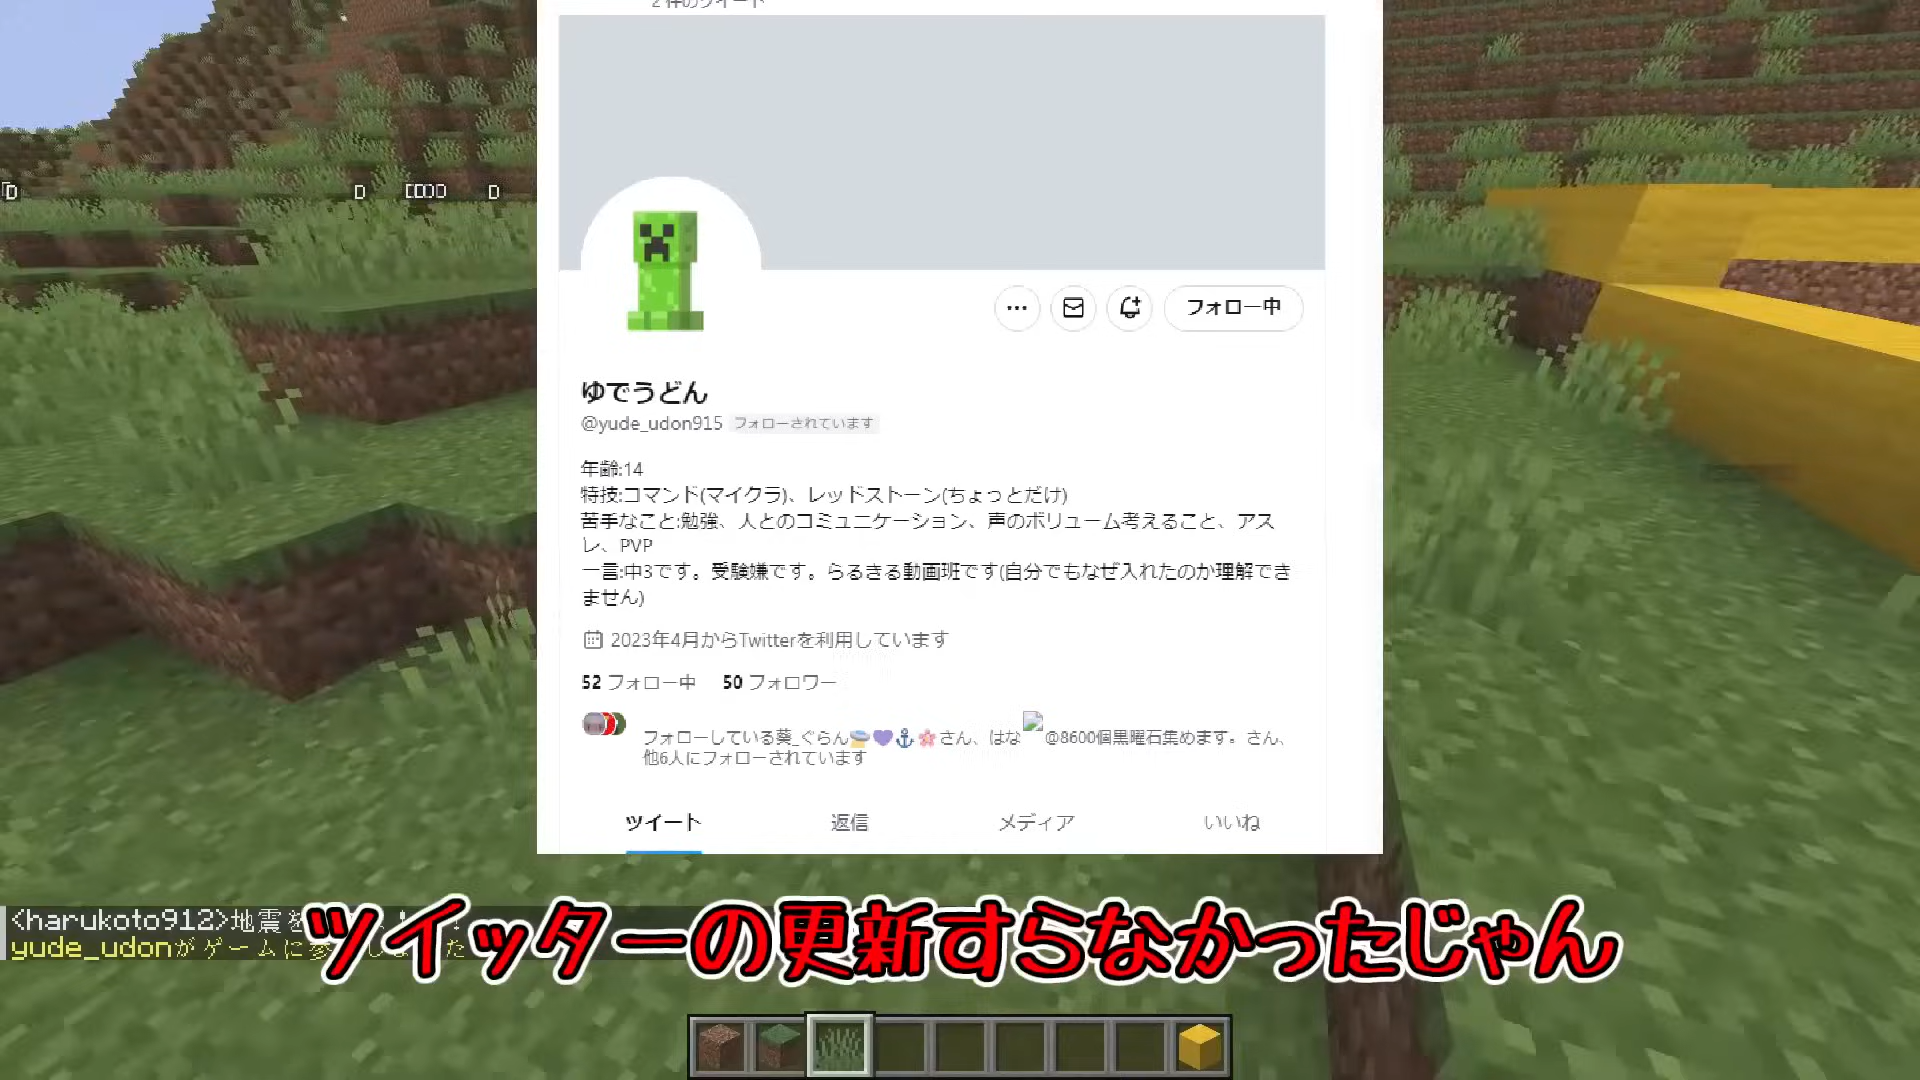 2 件のツイート
フォロー中
ゆでうどん
@yude_udon915 フォローされています
年齢:14
特技:コマンド(マイクラ)、レッドストーン(ちょっとだけ)
苦手なこと:勉強、人とのコミュニケーション、声のボリューム考えること、アス
レ、PVP
一言:中3です。受験嫌です。らるきる動画班です(自分でもなぜ入れたのか理解でき
ません)
2023年4月からTwitterを利用しています
52 フォロー中 50 フォロワー
フォローしている葵_ぐらん🛸💜⚓🌸さん、はな @8600個黒曜石集めます。さん、
他6人にフォローされています
ツイート 返信 メディア いいね
<harukoto912>地震を
yude_udonがゲームに参 しました
ツイッターの更新すらなかったじゃん